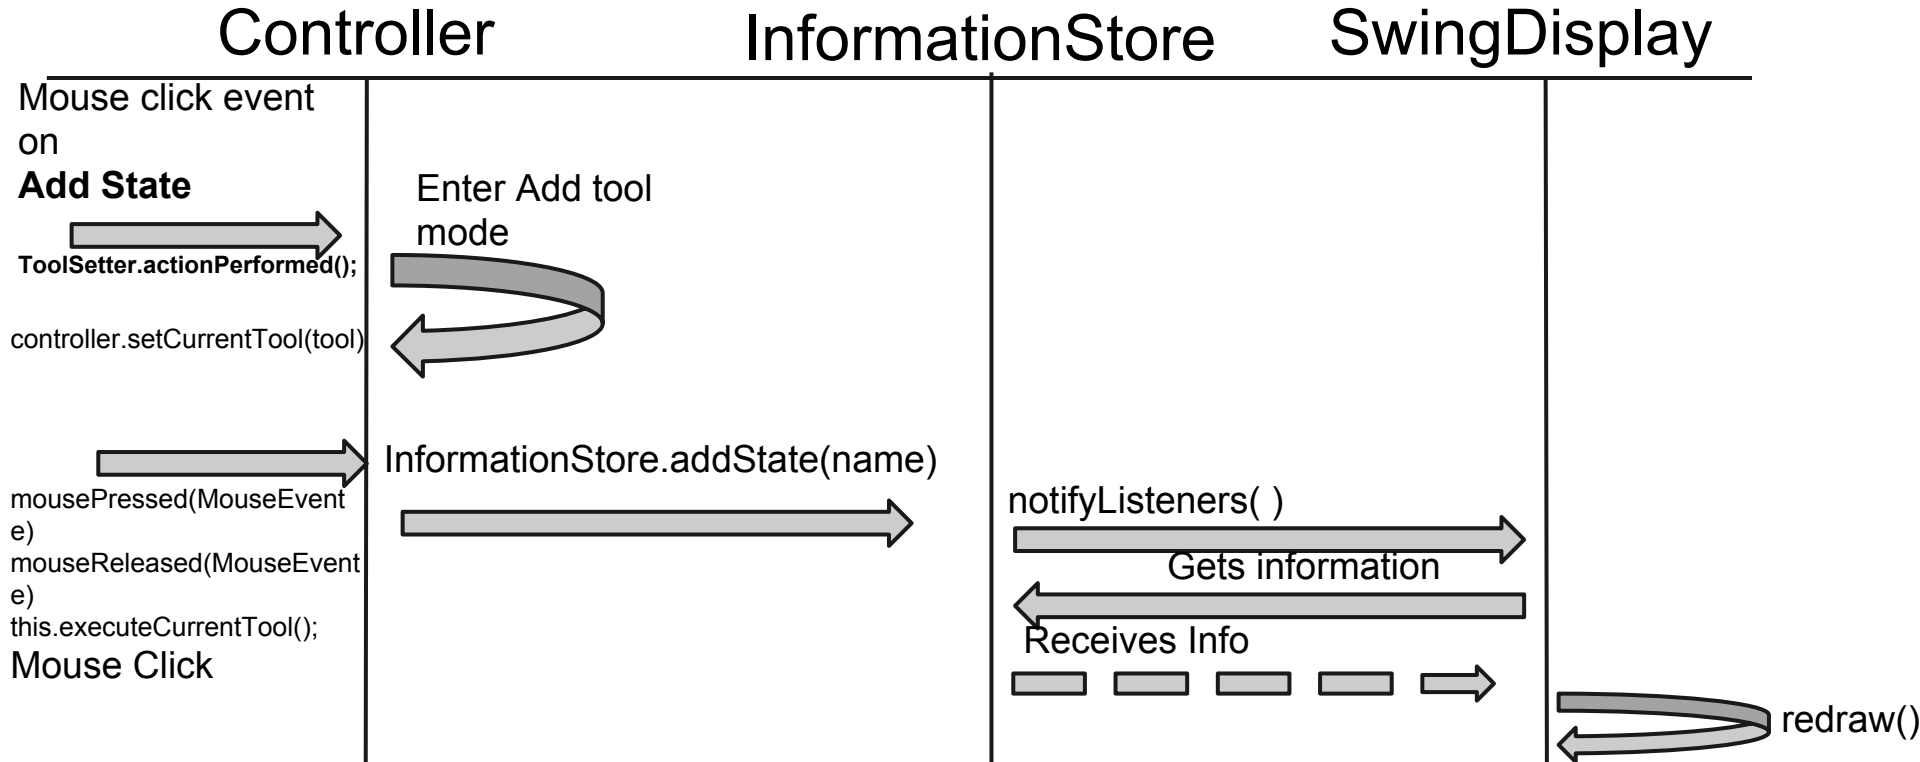 Controller
InformationStore
SwingDisplay
Mouse click event
on
Add State
ToolSetter.actionPerformed();
controller.setCurrentTool(tool)
Enter Add tool
mode
mousePressed(MouseEvent
e)
mouseReleased(MouseEvent
e)
this.executeCurrentTool();
Mouse Click
InformationStore.addState(name)
notifyListeners( )
Gets information
Receives Info
redraw()